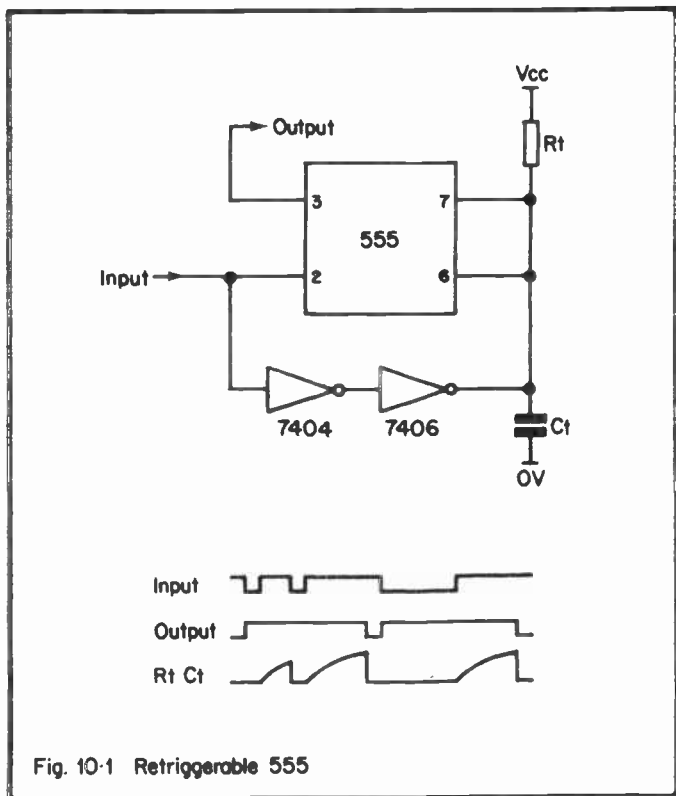 Vcc
Output
Rt
3
7
555
Input
2
6
7404
7406
Ct
0V
Input
Output
Rt Ct
Fig. 10·1 Retriggerable 555